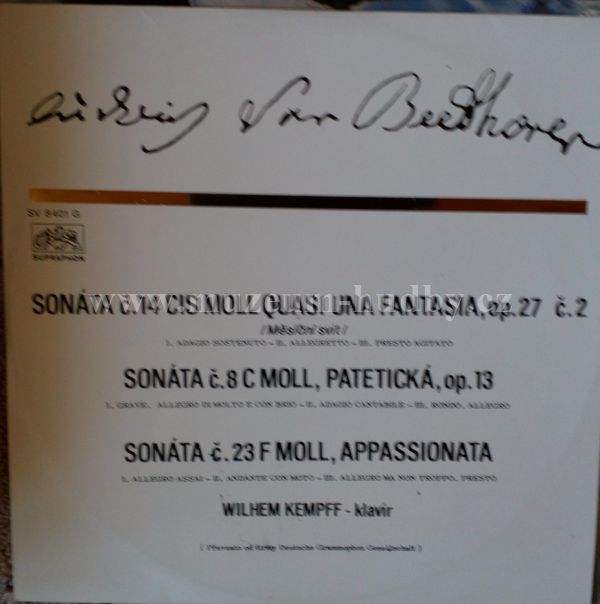 Ludwig Van Beethoven
SV 8401 G
SUPRAPHON
SONÁTA č.14 CIS MOLL QUASI UNA FANTASIA, op.27 č.2
/Měsíční svit/
I. ADAGIO SOSTENUTO - II. ALLEGRETTO - III. PRESTO AGITATO
SONÁTA č.8 C MOLL, PATETICKÁ, op.13
I. GRAVE. ALLEGRO DI MOLTO E CON BRIO - II. ADAGIO CANTABILE - III. RONDO. ALLEGRO
SONÁTA č.23 F MOLL, APPASSIONATA
I. ALLEGRO ASSAI - II. ANDANTE CON MOTO - III. ALLEGRO MA NON TROPPO. PRESTO
WILHEM KEMPFF - klavír
( Převzato od firmy Deutsche Grammophon Gesellschaft )